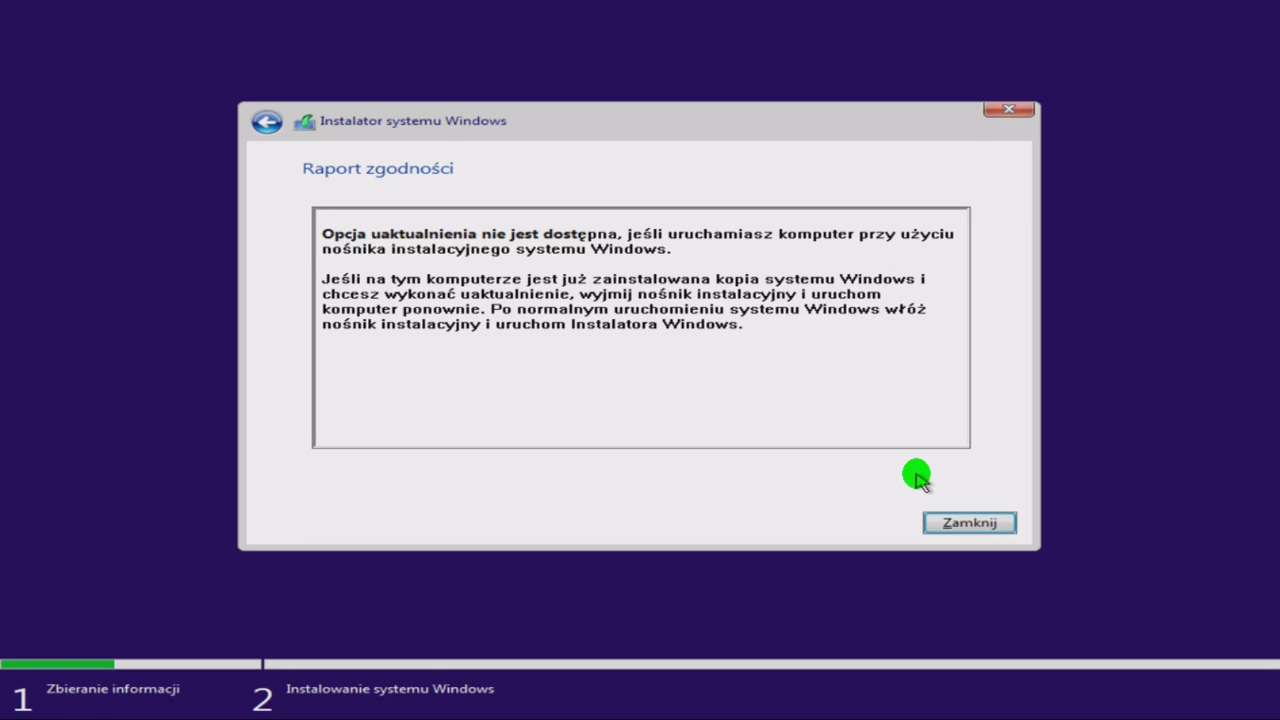 Instalator systemu Windows
Raport zgodności
Opcja uaktualnienia nie jest dostępna, jeśli uruchamiasz komputer przy użyciu
nośnika instalacyjnego systemu Windows.
Jeśli na tym komputerze jest już zainstalowana kopia systemu Windows i
chcesz wykonać uaktualnienie, wyjmij nośnik instalacyjny i uruchom
komputer ponownie. Po normalnym uruchomieniu systemu Windows włóż
nośnik instalacyjny i uruchom Instalatora Windows.
Zamknij
1 Zbieranie informacji
2 Instalowanie systemu Windows